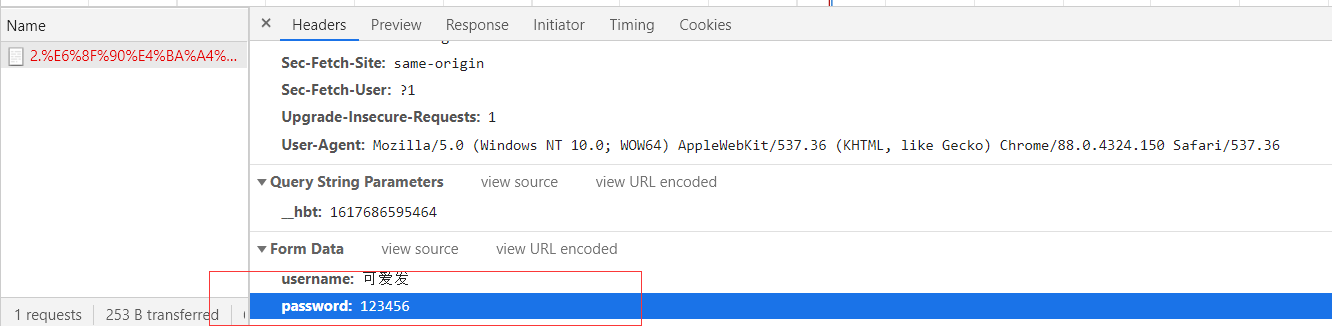 Name
× Headers Preview Response Initiator Timing Cookies
2.%E6%8F%90%E4%BA%A4%...
Sec-Fetch-Site: same-origin
Sec-Fetch-User: ?1
Upgrade-Insecure-Requests: 1
User-Agent: Mozilla/5.0 (Windows NT 10.0; WOW64) AppleWebKit/537.36 (KHTML, like Gecko) Chrome/88.0.4324.150 Safari/537.36
▼Query String Parameters view source view URL encoded
__hbt: 1617686595464
▼Form Data view source view URL encoded
username: 可爱发
password: 123456
1 requests 253 B transferred